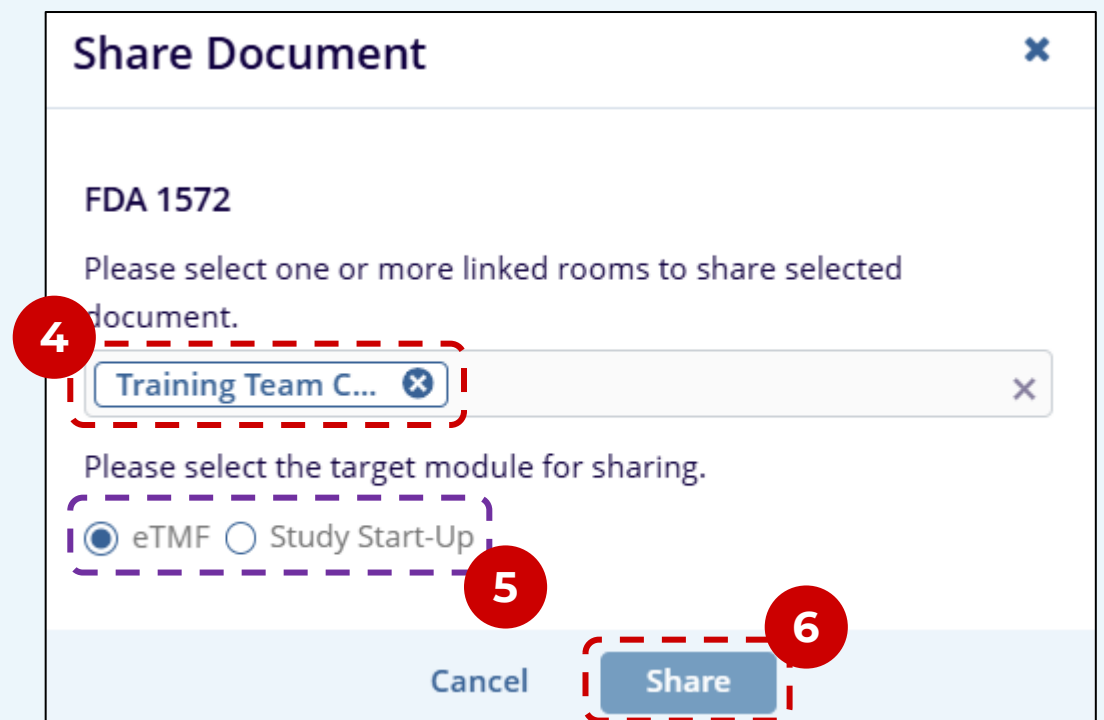 Share Document
FDA 1572
Please select one or more linked rooms to share selected
document.
4
Training Team C...
Please select the target module for sharing.
eTMF Study Start-Up
5
6
Cancel Share